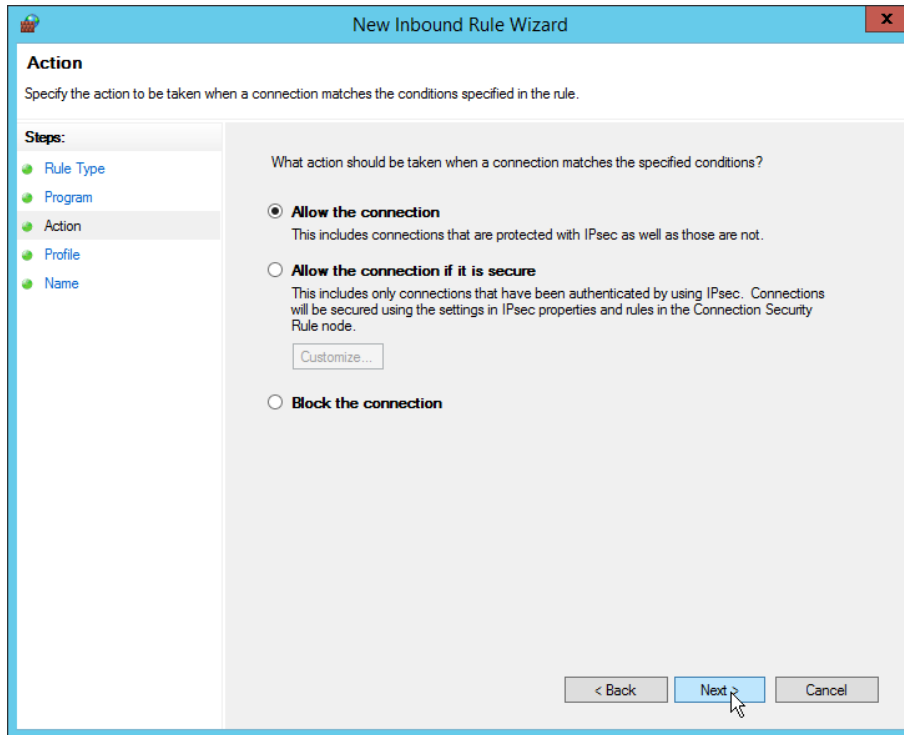 New Inbound Rule Wizard
x
Action
Specify the action to be taken when a connection matches the conditions specified in the rule.
Steps:
Rule Type
Program
Action
Profile
Name
What action should be taken when a connection matches the specified conditions?
Allow the connection
This includes connections that are protected with IPsec as well as those are not.
Allow the connection if it is secure
This includes only connections that have been authenticated by using IPsec. Connections
will be secured using the settings in IPsec properties and rules in the Connection Security
Rule node.
Customize...
Block the connection
< Back
Next >
Cancel